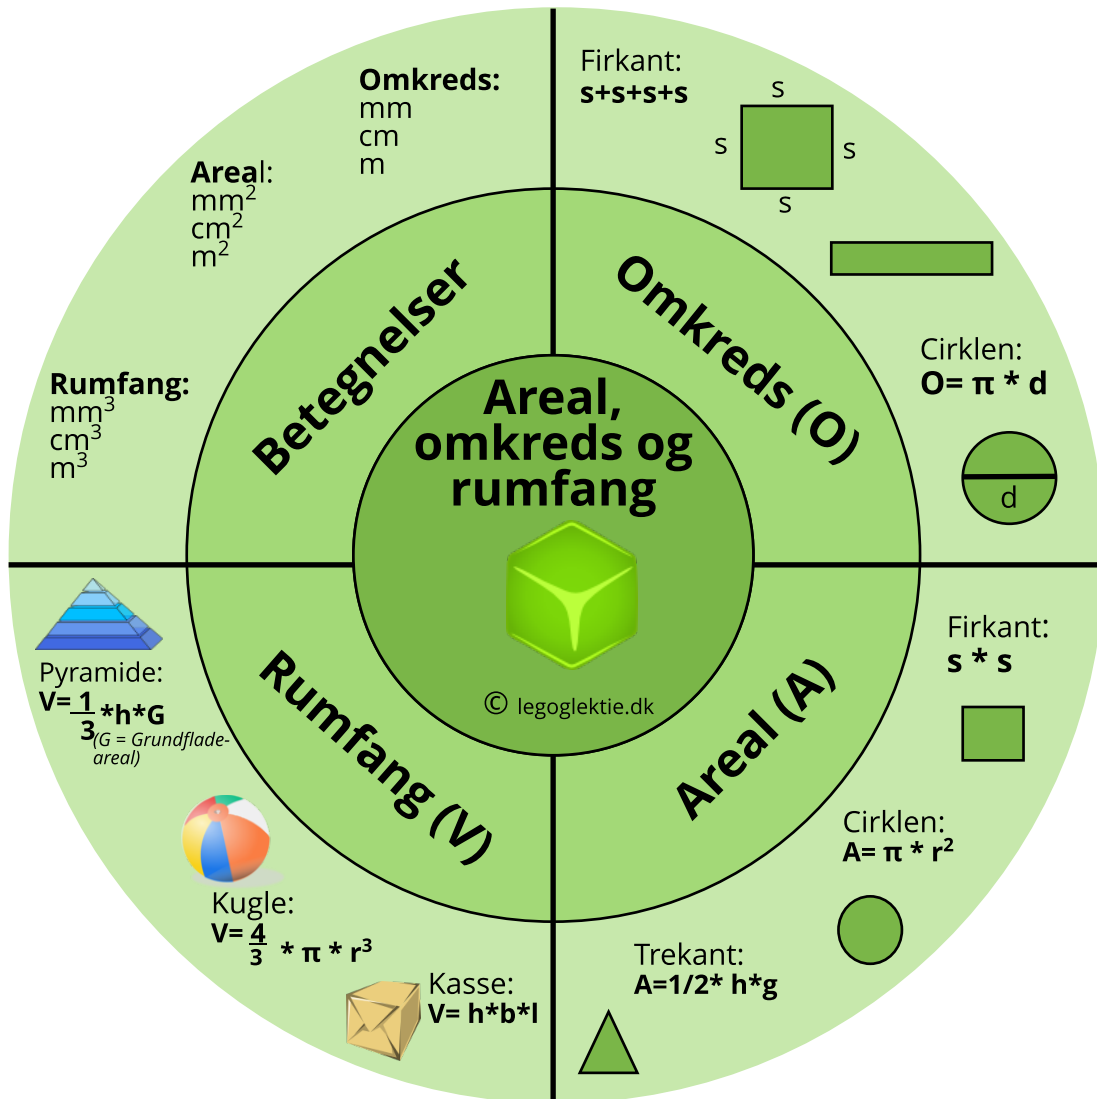 Areal,
omkreds og
rumfang
© legoglektie.dk
Betegnelser
Omkreds:
mm
cm
m
Areal:
mm²
cm²
m²
Rumfang:
mm³
cm³
m³
Omkreds (O)
Firkant:
s+s+s+s
s
s s
s
Cirklen:
O= π * d
d
Areal (A)
Firkant:
s * s
Cirklen:
A= π * r²
Trekant:
A=1/2* h*g
Rumfang (V)
Pyramide:
V= 1/3 *h*G
(G = Grundflade-
areal)
Kugle:
V= 4/3 * π * r³
Kasse:
V= h*b*l